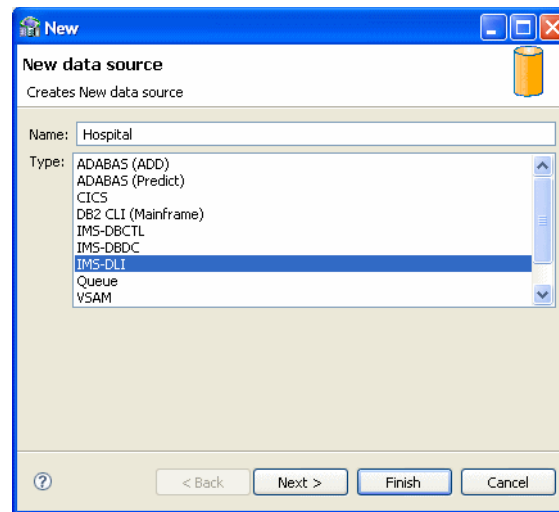 New
New data source
Creates New data source
Name: Hospital
Type: ADABAS (ADD)
ADABAS (Predict)
CICS
DB2 CLI (Mainframe)
IMS-DBCTL
IMS-DBDC
IMS-DLI
Queue
VSAM
? < Back Next > Finish Cancel